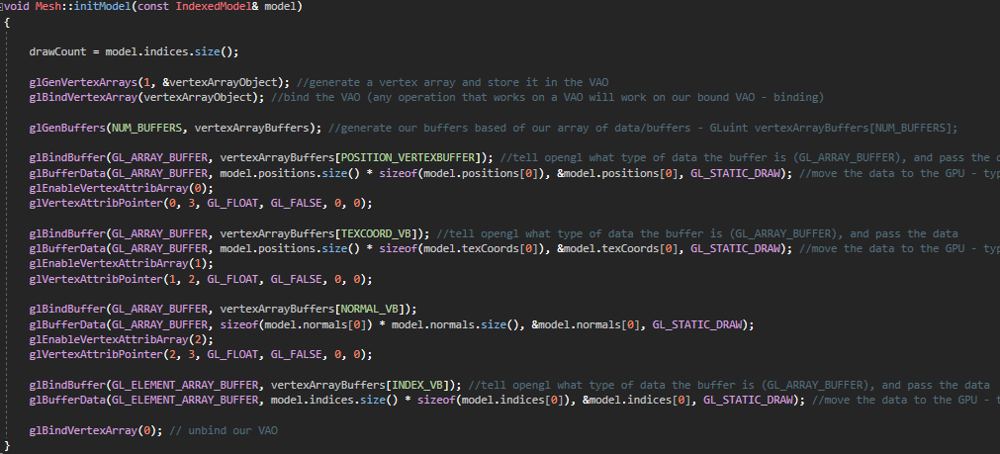 void Mesh::initModel(const IndexedModel& model)
{
drawCount = model.indices.size();
glGenVertexArrays(1, &vertexArrayObject); //generate a vertex array and store it in the VAO
glBindVertexArray(vertexArrayObject); //bind the VAO (any operation that works on a VAO will work on our bound VAO - binding)
glGenBuffers(NUM_BUFFERS, vertexArrayBuffers); //generate our buffers based of our array of data/buffers - GLuint vertexArrayBuffers[NUM_BUFFERS];
glBindBuffer(GL_ARRAY_BUFFER, vertexArrayBuffers[POSITION_VERTEXBUFFER]); //tell opengl what type of data the buffer is (GL_ARRAY_BUFFER), and pass the
glBufferData(GL_ARRAY_BUFFER, model.positions.size() * sizeof(model.positions[0]), &model.positions[0], GL_STATIC_DRAW); //move the data to the GPU -
glEnableVertexAttribArray(0);
glVertexAttribPointer(0, 3, GL_FLOAT, GL_FALSE, 0, 0);
glBindBuffer(GL_ARRAY_BUFFER, vertexArrayBuffers[TEXCOORD_VB]); //tell opengl what type of data the buffer is (GL_ARRAY_BUFFER), and pass the data
glBufferData(GL_ARRAY_BUFFER, model.positions.size() * sizeof(model.texCoords[0]), &model.texCoords[0], GL_STATIC_DRAW); //move the data to the GPU -
glEnableVertexAttribArray(1);
glVertexAttribPointer(1, 2, GL_FLOAT, GL_FALSE, 0, 0);
glBindBuffer(GL_ARRAY_BUFFER, vertexArrayBuffers[NORMAL_VB]);
glBufferData(GL_ARRAY_BUFFER, sizeof(model.normals[0]) * model.normals.size(), &model.normals[0], GL_STATIC_DRAW);
glEnableVertexAttribArray(2);
glVertexAttribPointer(2, 3, GL_FLOAT, GL_FALSE, 0, 0);
glBindBuffer(GL_ELEMENT_ARRAY_BUFFER, vertexArrayBuffers[INDEX_VB]); //tell opengl what type of data the buffer is (GL_ARRAY_BUFFER), and pass the data
glBufferData(GL_ELEMENT_ARRAY_BUFFER, model.indices.size() * sizeof(model.indices[0]), &model.indices[0], GL_STATIC_DRAW); //move the data to the GPU -
glBindVertexArray(0); // unbind our VAO
}